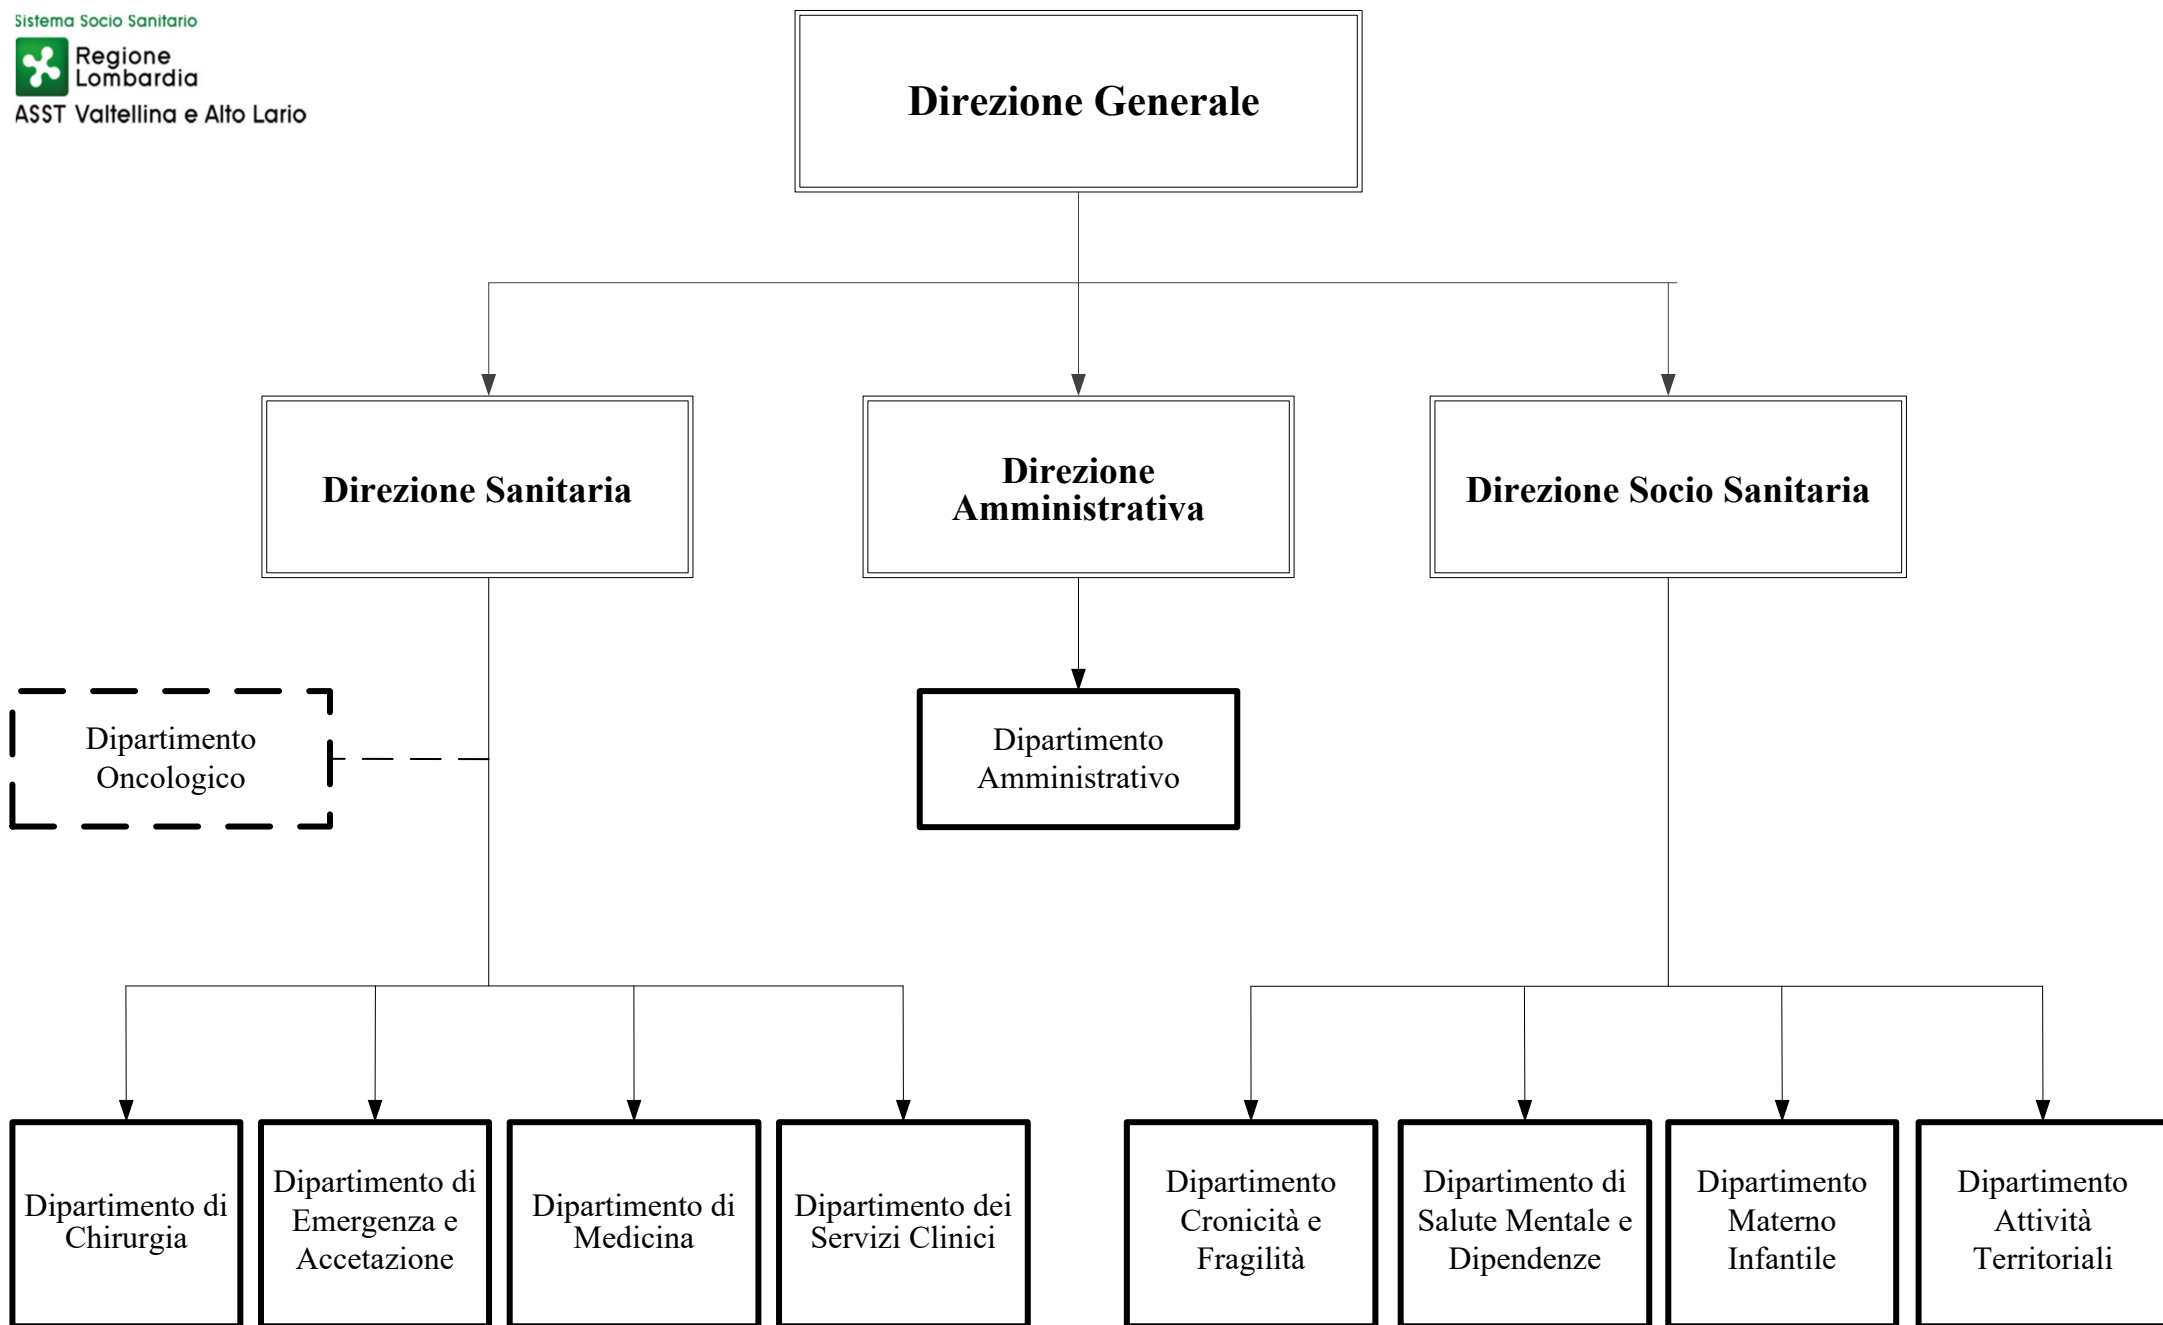 Sistema Socio Sanitario
Regione
Lombardia
ASST Valtellina e Alto Lario
Direzione Generale
Direzione Sanitaria
Direzione
Amministrativa
Direzione Socio Sanitaria
Dipartimento
Oncologico
Dipartimento
Amministrativo
Dipartimento di
Chirurgia
Dipartimento di
Emergenza e
Accetazione
Dipartimento di
Medicina
Dipartimento dei
Servizi Clinici
Dipartimento
Cronicità e
Fragilità
Dipartimento di
Salute Mentale e
Dipendenze
Dipartimento
Materno
Infantile
Dipartimento
Attività
Territoriali